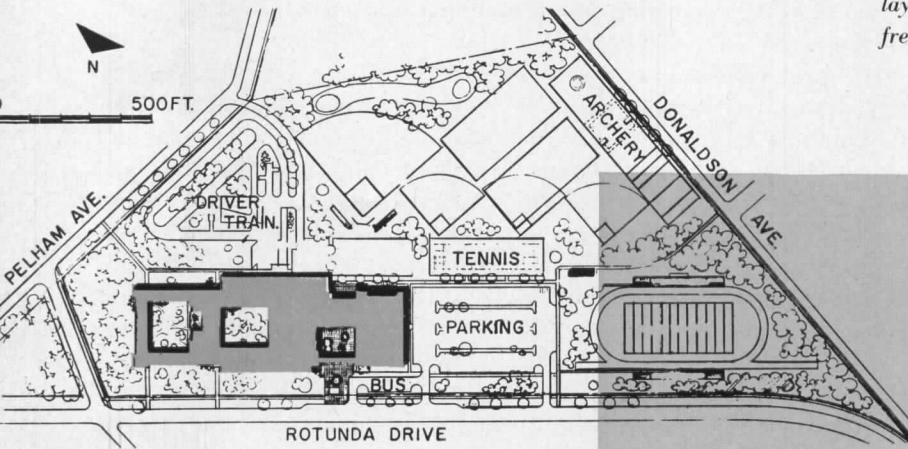 lay
fre
N
500FT.
PELHAM AVE.
DRIVER
TRAIN.
ARCHERY
DONALDSON
AVE.
TENNIS
PARKING
BUS
ROTUNDA DRIVE